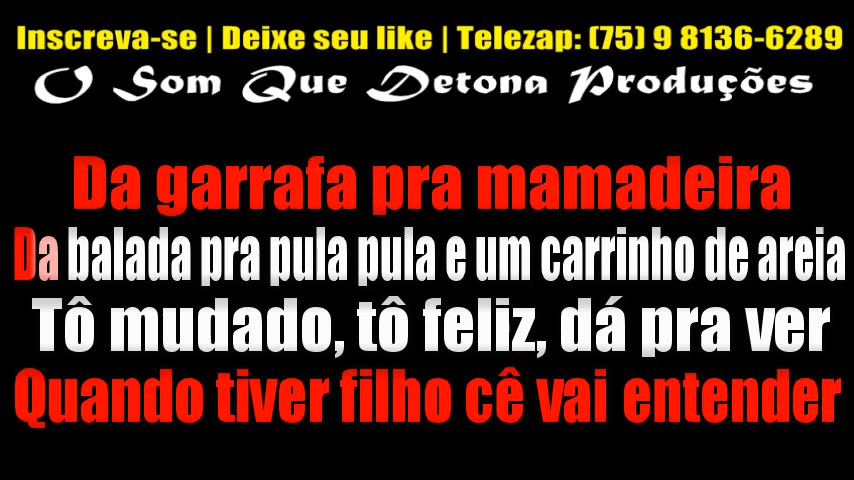 Inscreva-se | Deixe seu like | Telezap: (75) 9 8136-6289
O Som Que Detona Produções
Da garrafa pra mamadeira
Da balada pra pula pula e um carrinho de areia
Tô mudado, tô feliz, dá pra ver
Quando tiver filho cê vai entender